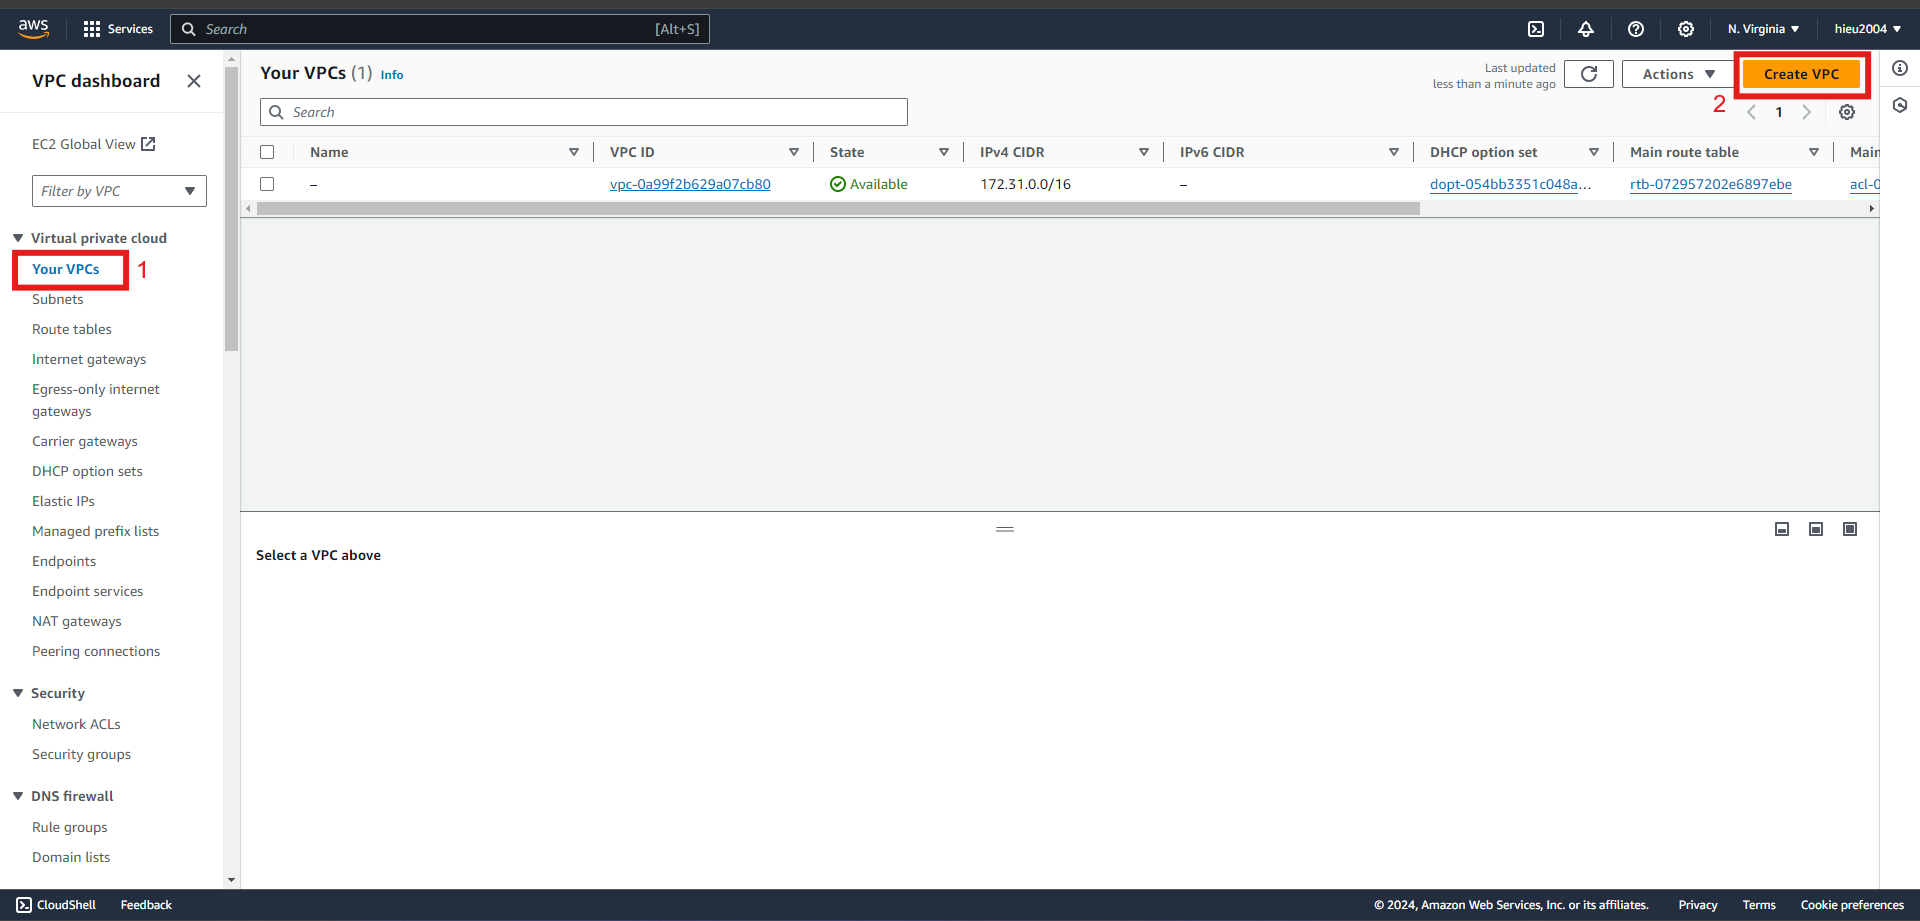 aws
Services
Search
[Alt+S]
N. Virginia
hieu2004
VPC dashboard
EC2 Global View
Filter by VPC
Virtual private cloud
Your VPCs
1
Subnets
Route tables
Internet gateways
Egress-only internet
gateways
Carrier gateways
DHCP option sets
Elastic IPs
Managed prefix lists
Endpoints
Endpoint services
NAT gateways
Peering connections
Security
Network ACLs
Security groups
DNS firewall
Rule groups
Domain lists
Your VPCs (1) Info
Last updated
less than a minute ago
Actions
Create VPC
2
Search
1
Name
VPC ID
State
IPv4 CIDR
IPv6 CIDR
DHCP option set
Main route table
Main
–
vpc-0a99f2b629a07cb80
Available
172.31.0.0/16
–
dopt-054bb3351c048a...
rtb-072957202e6897ebe
acl-0
Select a VPC above
CloudShell
Feedback
© 2024, Amazon Web Services, Inc. or its affiliates.
Privacy
Terms
Cookie preferences